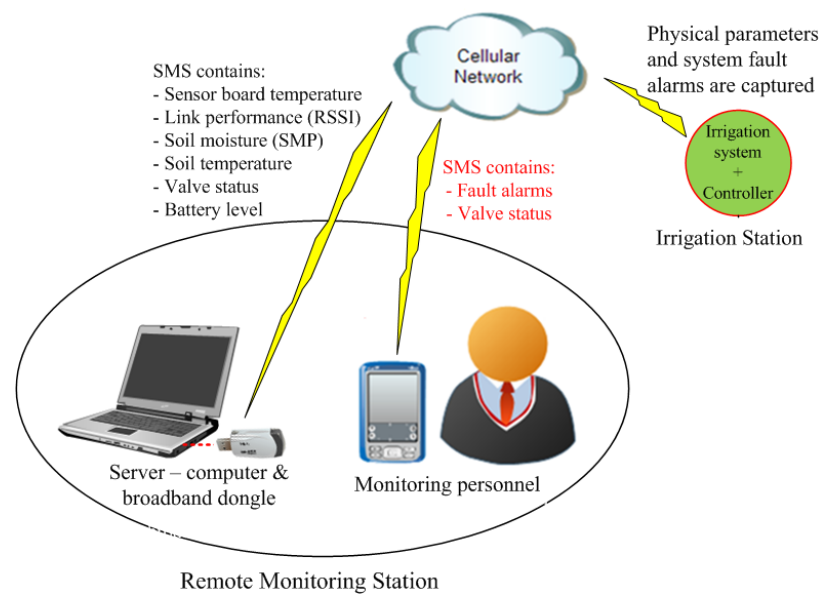 Cellular
Network
Physical parameters
and system fault
alarms are captured
SMS contains:
- Sensor board temperature
- Link performance (RSSI)
- Soil moisture (SMP)
- Soil temperature
- Valve status
- Battery level
SMS contains:
- Fault alarms
- Valve status
Irrigation
system
+
Controller
Irrigation Station
Server – computer &
broadband dongle
Monitoring personnel
Remote Monitoring Station